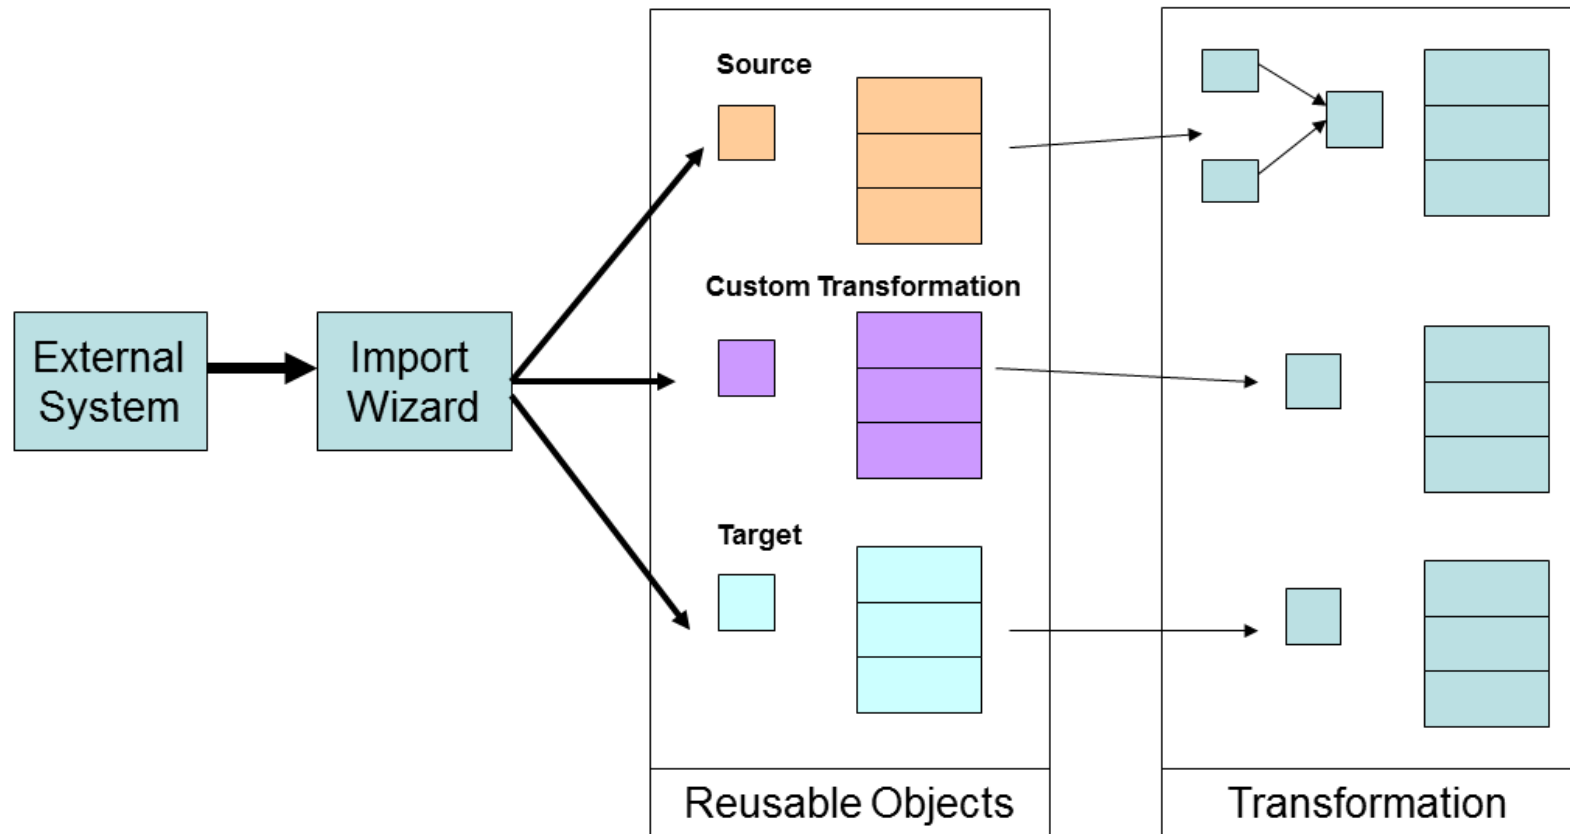 Source
Custom Transformation
External
System
Import
Wizard
Target
Reusable Objects
Transformation